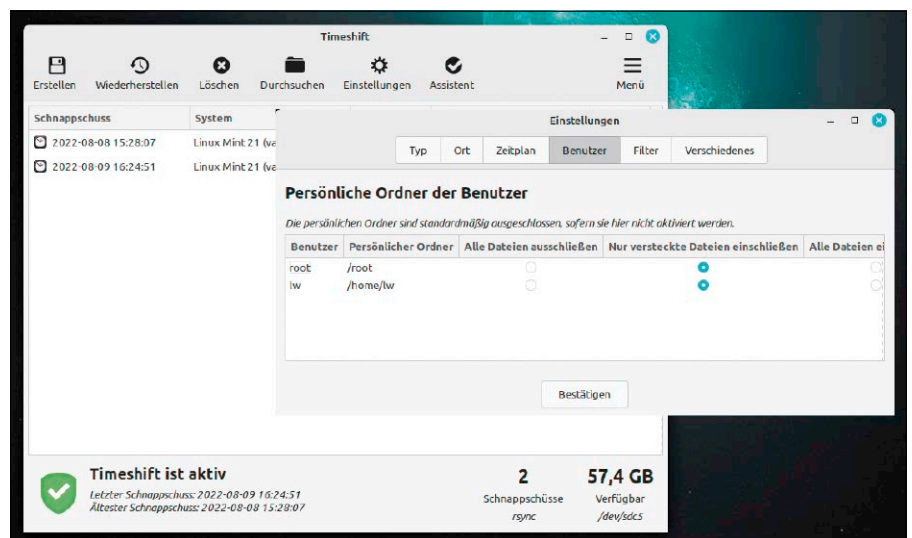 Timeshift
Erstellen Wiederherstellen Löschen Durchsuchen Einstellungen Assistent Menü
Schnappschuss System
2022-08-08 15:28:07 Linux Mint 21 (va
2022-08-09 16:24:51 Linux Mint 21 (va
Einstellungen
Typ Ort Zeitplan Benutzer Filter Verschiedenes
Persönliche Ordner der Benutzer
Die persönlichen Ordner sind standardmäßig ausgeschlossen, sofern sie hier nicht aktiviert werden.
Benutzer Persönlicher Ordner Alle Dateien ausschließen Nur versteckte Dateien einschließen Alle Dateien ei
root /root
lw /home/lw
Bestätigen
Timeshift ist aktiv
Letzter Schnappschuss: 2022-08-09 16:24:51
Ältester Schnappschuss: 2022-08-08 15:28:07
2
Schnappschüsse
rsync
57,4 GB
Verfügbar
/dev/sdc5